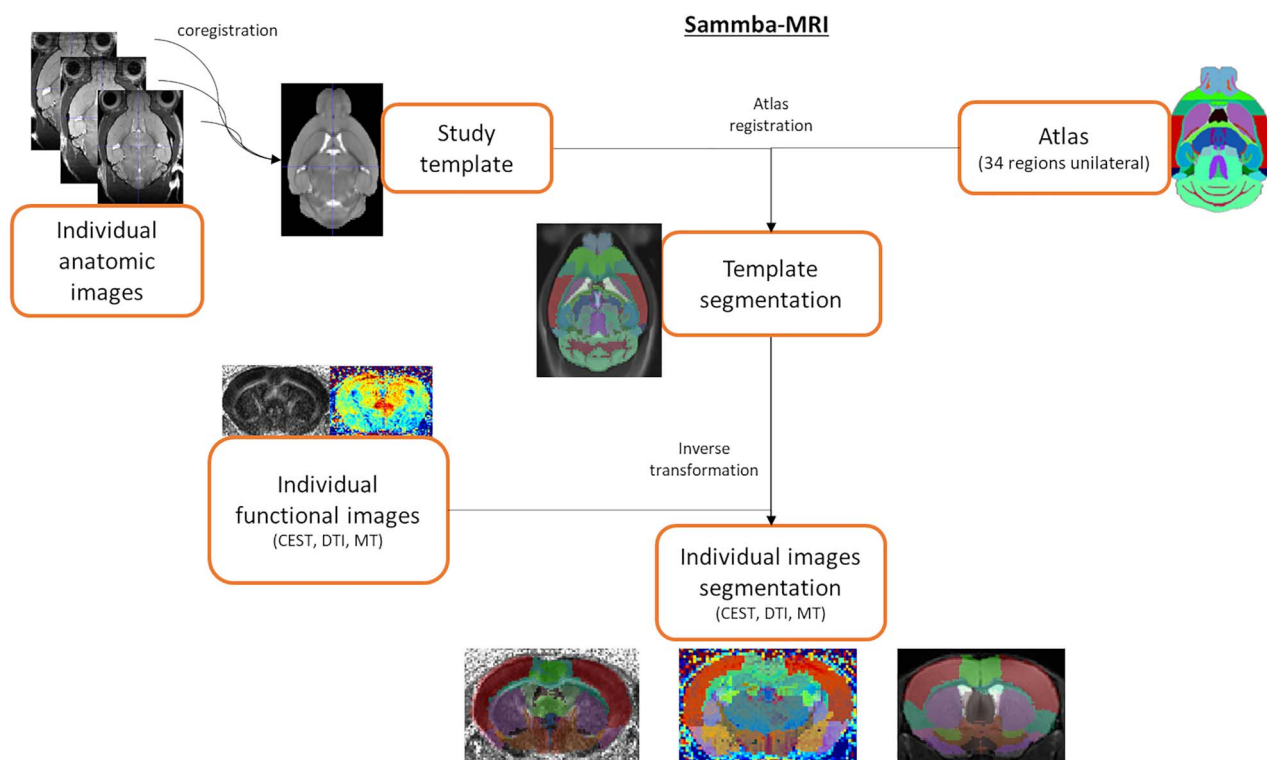 Sammba-MRI
coregistration
Individual
anatomic
images
Study
template
Atlas
registration
Atlas
(34 regions unilateral)
Template
segmentation
Inverse
transformation
Individual
functional images
(CEST, DTI, MT)
Individual images
segmentation
(CEST, DTI, MT)